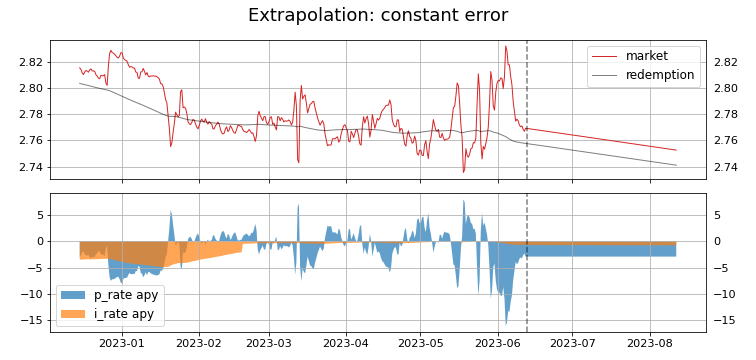 Extrapolation: constant error
2.82 2.82
2.80 2.80
2.78 2.78
2.76 2.76
2.74 2.74
market
redemption
5 5
0 0
−5 −5
−10 −10
−15 −15
p_rate apy
i_rate apy
2023-01 2023-02 2023-03 2023-04 2023-05 2023-06 2023-07 2023-08